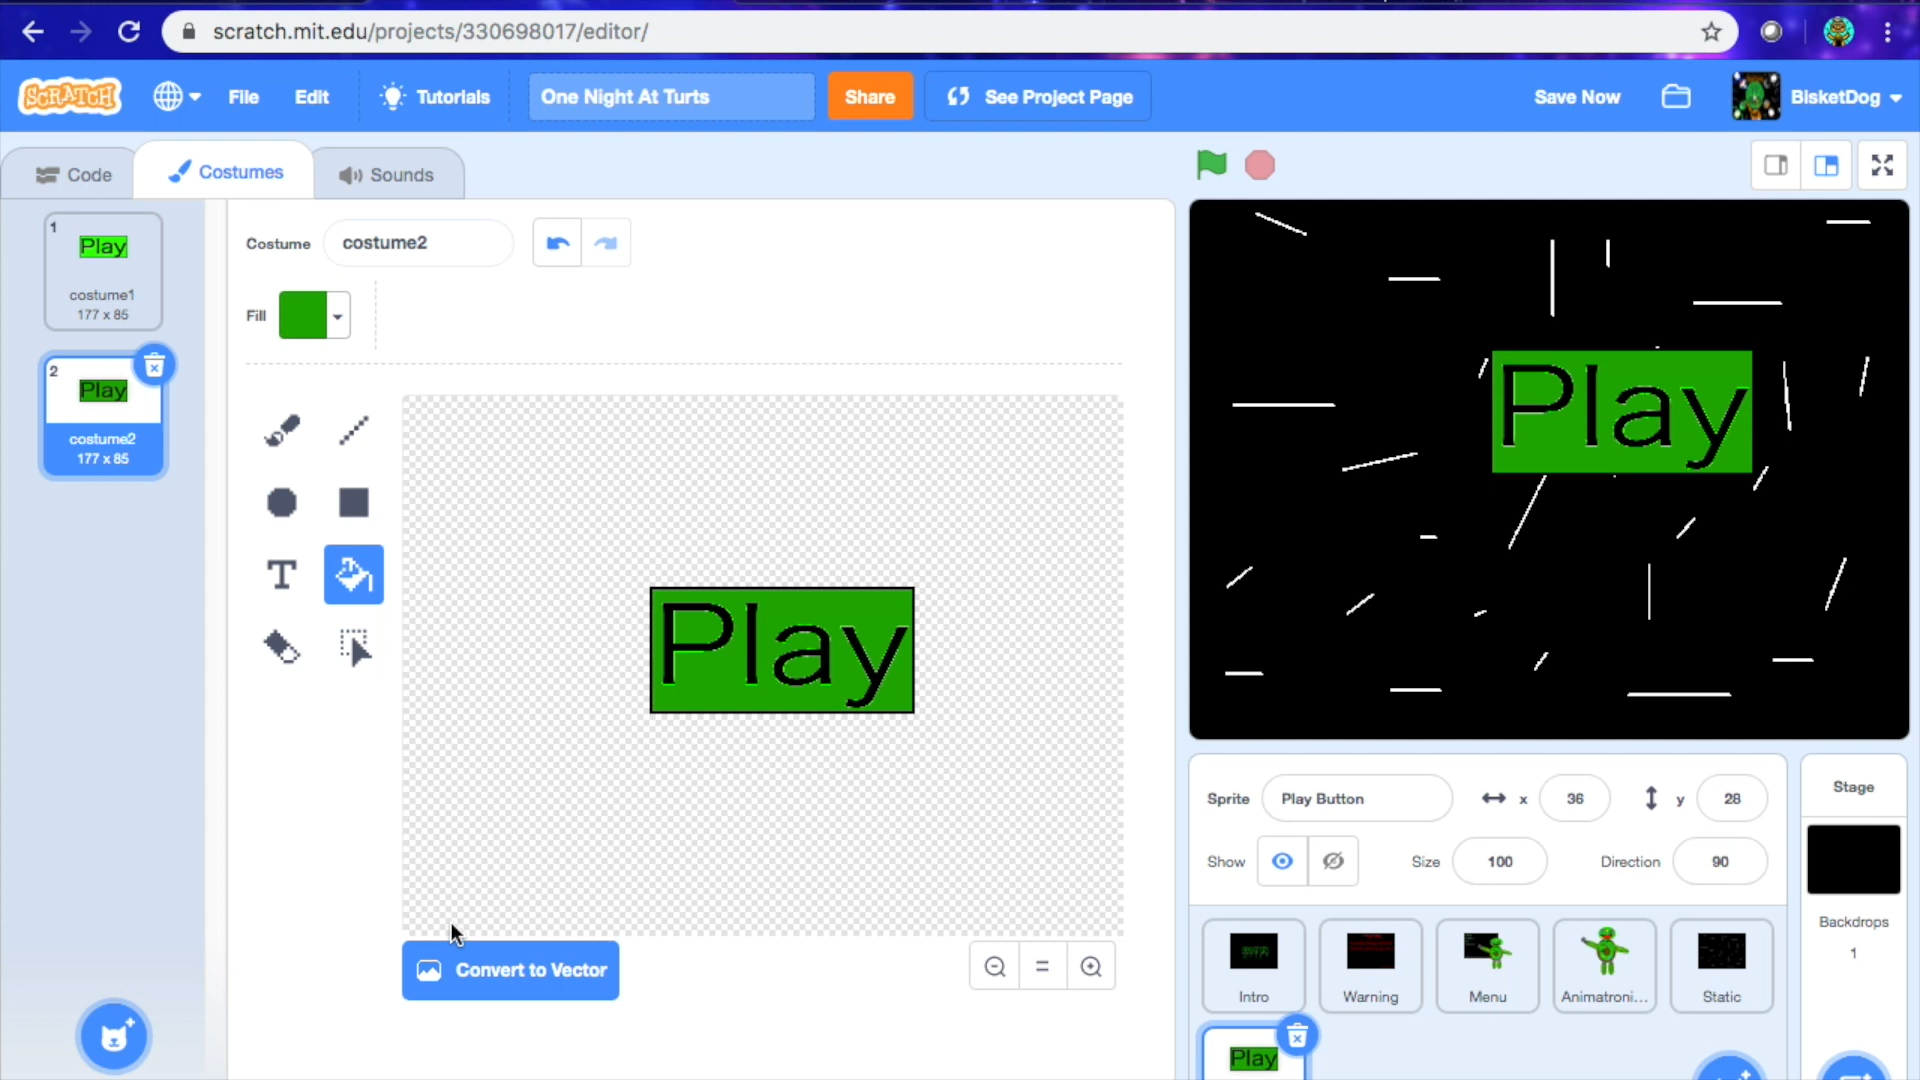 scratch.mit.edu/projects/330698017/editor/
SCRATCH
File
Edit
Tutorials
One Night At Turts
Share
See Project Page
Save Now
BisketDog
Code
Costumes
Sounds
1
Play
costume1
177 x 85
2
Play
costume2
177 x 85
Costume
costume2
Fill
T
Play
Convert to Vector
Play
Sprite
Play Button
x
36
y
28
Show
Size
100
Direction
90
Stage
Backdrops
1
Intro
Warning
Menu
Animatroni...
Static
Play